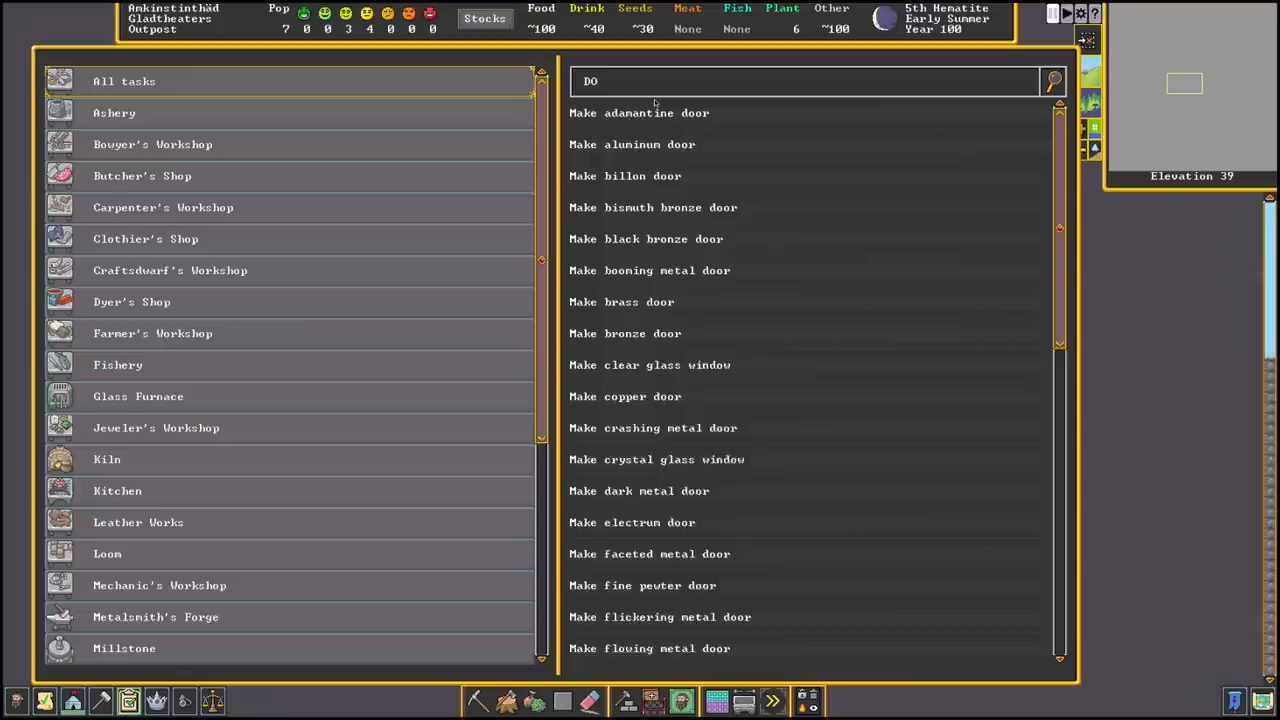 Amkinstinthäd
Gladtheaters
Outpost
Pop
7 0 0 3 4 0 0 0
Stocks
Food Drink Seeds Meat Fish Plant Other
~100 ~40 ~30 None None 6 ~100
5th Hematite
Early Summer
Year 100
Elevation 39
All tasks
Ashery
Bowyer's Workshop
Butcher's Shop
Carpenter's Workshop
Clothier's Shop
Craftsdwarf's Workshop
Dyer's Shop
Farmer's Workshop
Fishery
Glass Furnace
Jeweler's Workshop
Kiln
Kitchen
Leather Works
Loom
Mechanic's Workshop
Metalsmith's Forge
Millstone
DO
Make adamantine door
Make aluminum door
Make billon door
Make bismuth bronze door
Make black bronze door
Make booming metal door
Make brass door
Make bronze door
Make clear glass window
Make copper door
Make crashing metal door
Make crystal glass window
Make dark metal door
Make electrum door
Make faceted metal door
Make fine pewter door
Make flickering metal door
Make flowing metal door